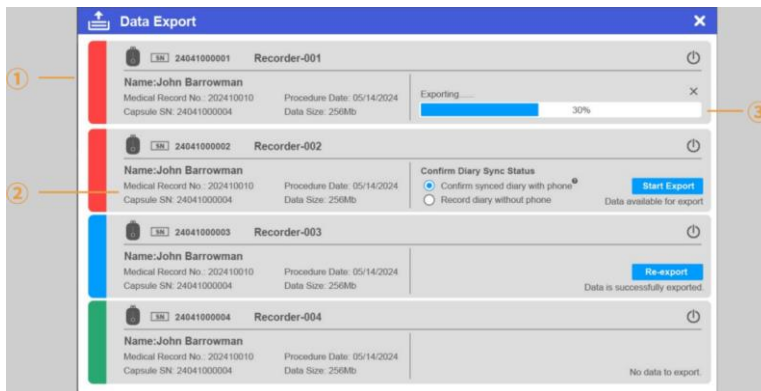 Data Export
SN 24041000001 Recorder-001
①
Name:John Barrowman
Medical Record No.: 202410010 Procedure Date: 05/14/2024
Capsule SN: 24041000004 Data Size: 256Mb
Exporting......
30%
③
SN 24041000002 Recorder-002
②
Name:John Barrowman
Medical Record No.: 202410010 Procedure Date: 05/14/2024
Capsule SN: 24041000004 Data Size: 256Mb
Confirm Diary Sync Status
Confirm synced diary with phone
Record diary without phone
Start Export
Data available for export
SN 24041000003 Recorder-003
Name:John Barrowman
Medical Record No.: 202410010 Procedure Date: 05/14/2024
Capsule SN: 24041000004 Data Size: 256Mb
Re-export
Data is successfully exported.
SN 24041000004 Recorder-004
Name:John Barrowman
Medical Record No.: 202410010 Procedure Date: 05/14/2024
Capsule SN: 24041000004 Data Size: 256Mb
No data to export.